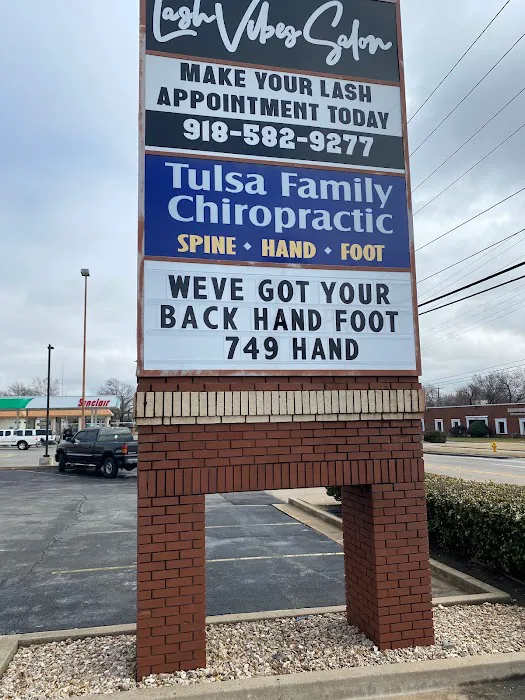 Lash Vibes Salon
MAKE YOUR LASH
APPOINTMENT TODAY
918-582-9277
Tulsa Family
Chiropractic
SPINE • HAND • FOOT
WEVE GOT YOUR
BACK HAND FOOT
749 HAND
Sinclair